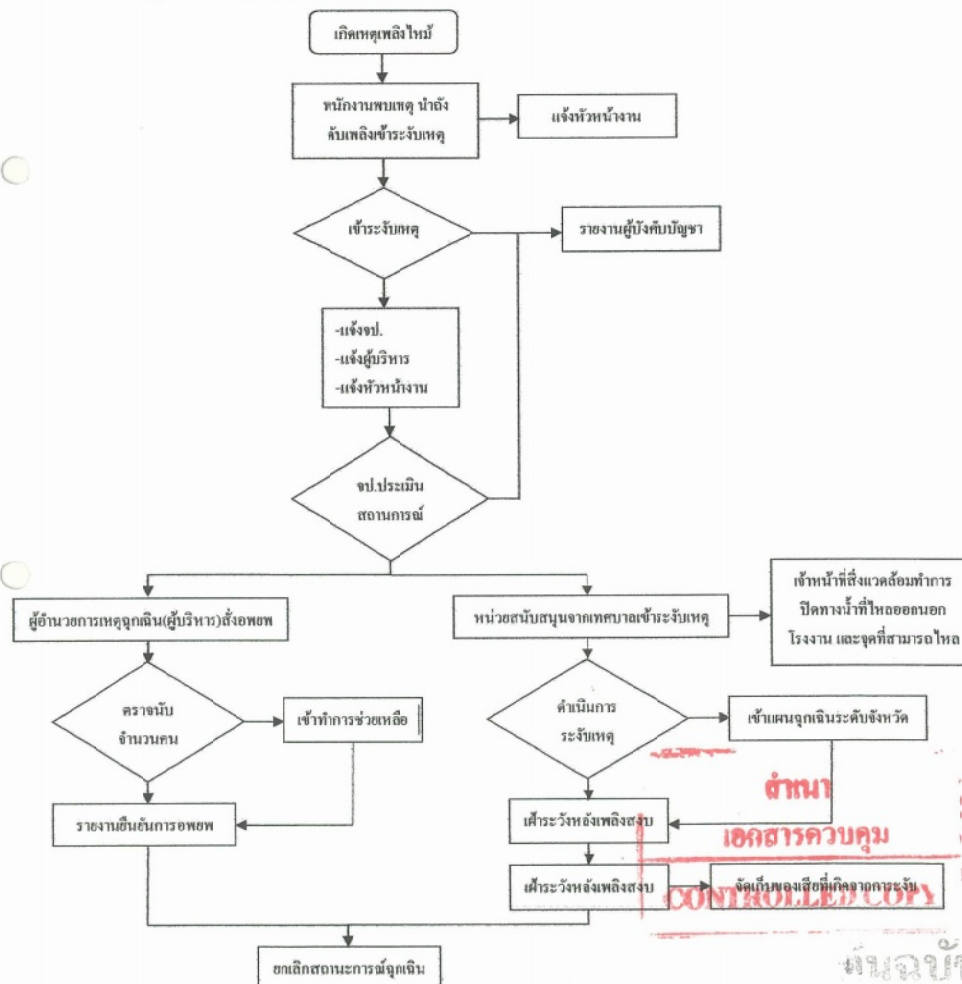 เกิดเหตุเพลิงไหม้
พนักงานพบเหตุ นำถัง
ดับเพลิงเข้าระงับเหตุ
แจ้งหัวหน้างาน
เข้าระงับเหตุ
รายงานผู้บังคับบัญชา
-แจ้งจป.
-แจ้งผู้บริหาร
-แจ้งหัวหน้างาน
จป.ประเมิน
สถานการณ์
ผู้อำนวยการเหตุฉุกเฉิน(ผู้บริหาร)สั่งอพยพ
หน่วยสนับสนุนจากเทศบาลเข้าระงับเหตุ
เจ้าหน้าที่สิ่งแวดล้อมทำการ
ปิดทางน้ำที่ไหลออกนอก
โรงงาน และจุดที่สามารถไหล
ตราจนับ
จำนวนคน
เข้าทำการช่วยเหลือ
ดำเนินการ
ระงับเหตุ
เข้าแผนฉุกเฉินระดับจังหวัด
รายงานยืนยันการอพยพ
เฝ้าระวังหลังเพลิงสงบ
สำเนา
เอกสารควบคุม
เฝ้าระวังหลังเพลิงสงบ
จัดเก็บของเสียที่เกิดจากการระงับ
CONTROLLED COPY
ยกเลิกสถานะการณ์ฉุกเฉิน